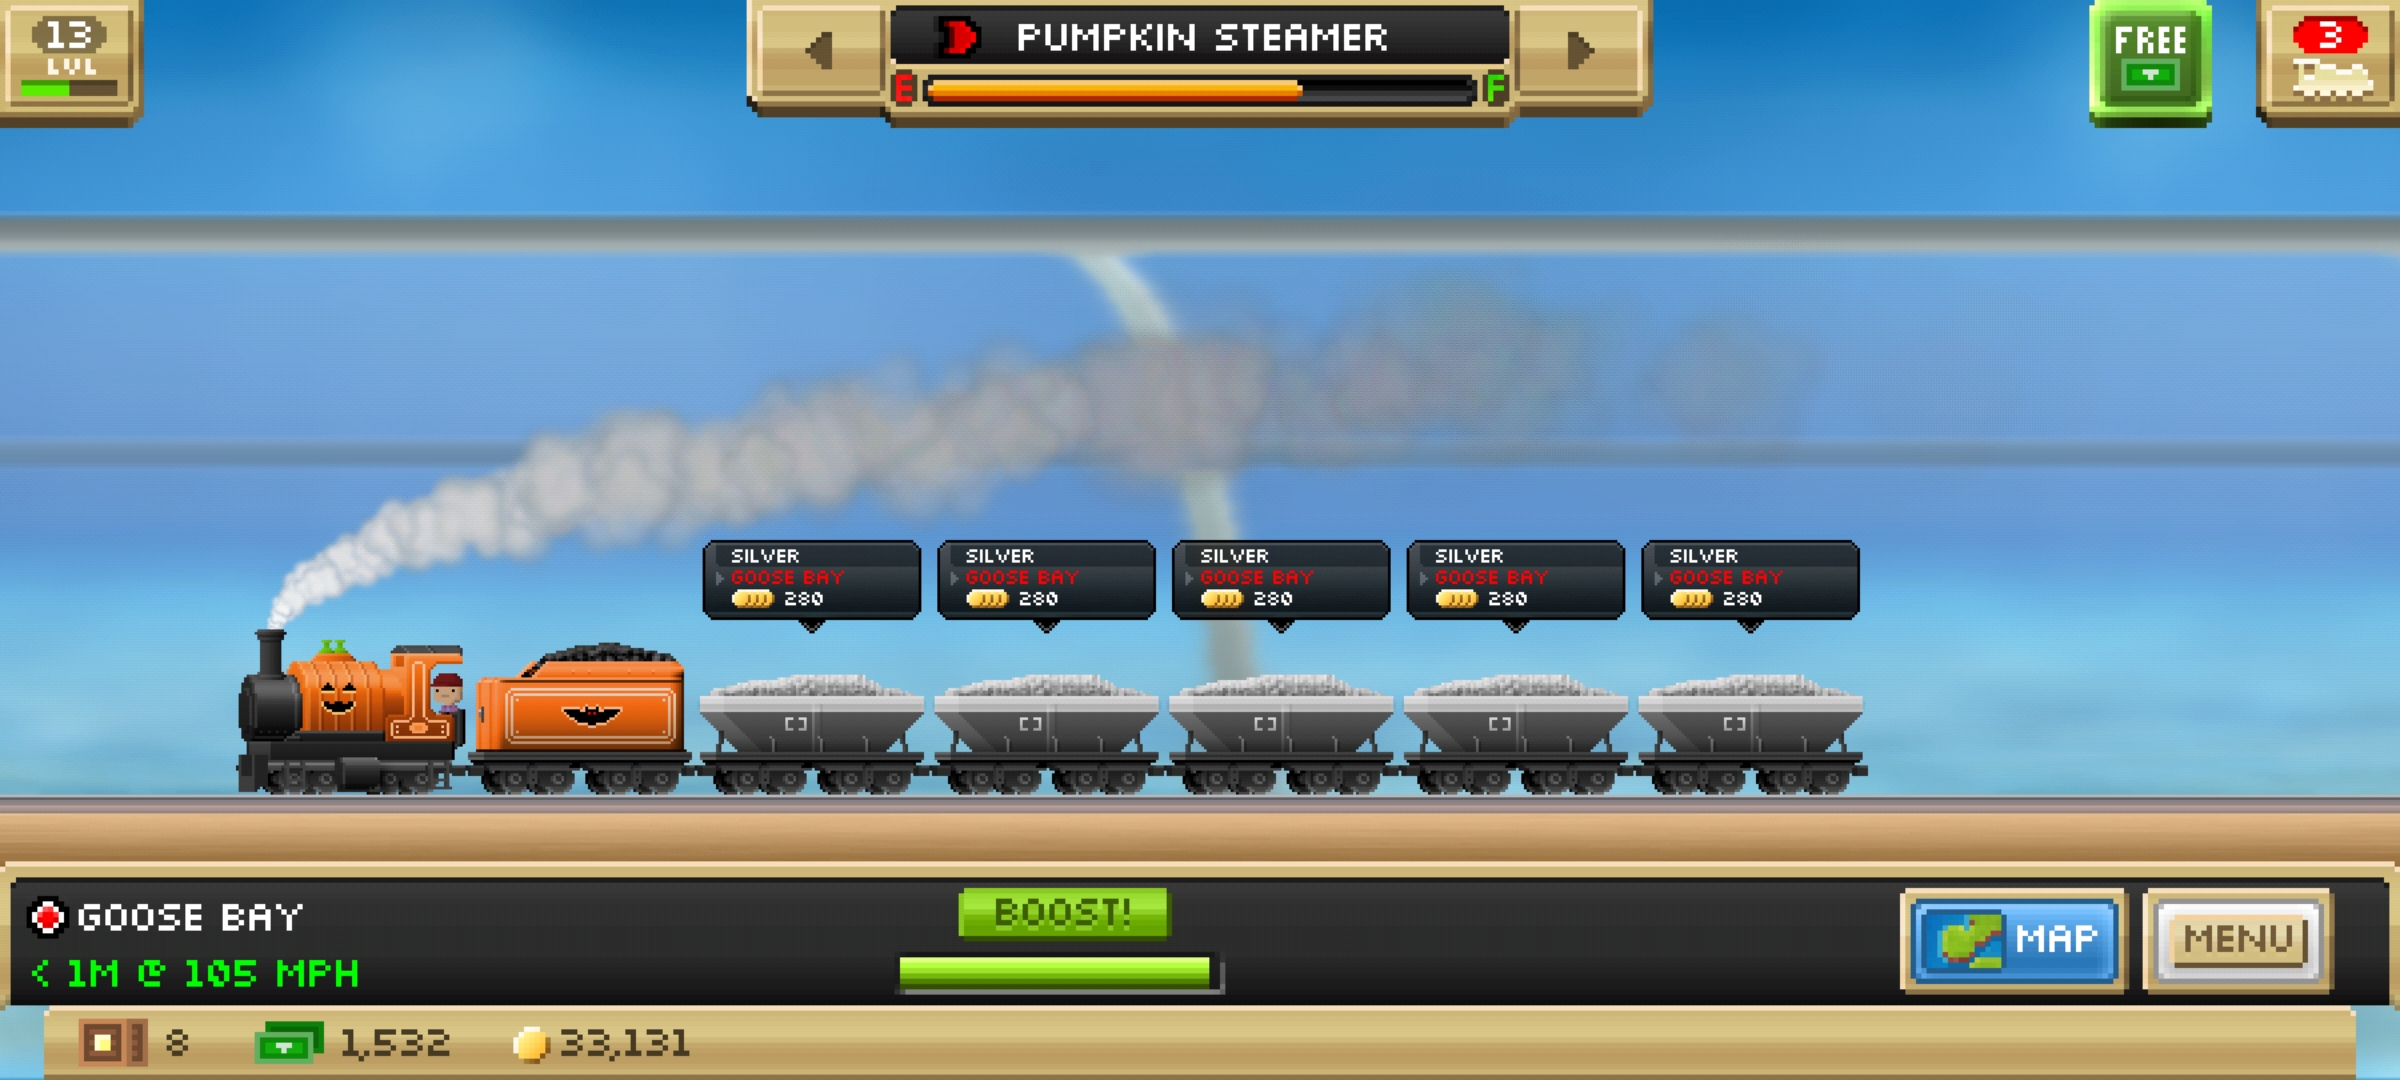 13
LVL
PUMPKIN STEAMER
E F
FREE
3
SILVER
GOOSE BAY
280
SILVER
GOOSE BAY
280
SILVER
GOOSE BAY
280
SILVER
GOOSE BAY
280
SILVER
GOOSE BAY
280
GOOSE BAY
< 1M @ 105 MPH
BOOST!
MAP
MENU
8 1,532 33,131